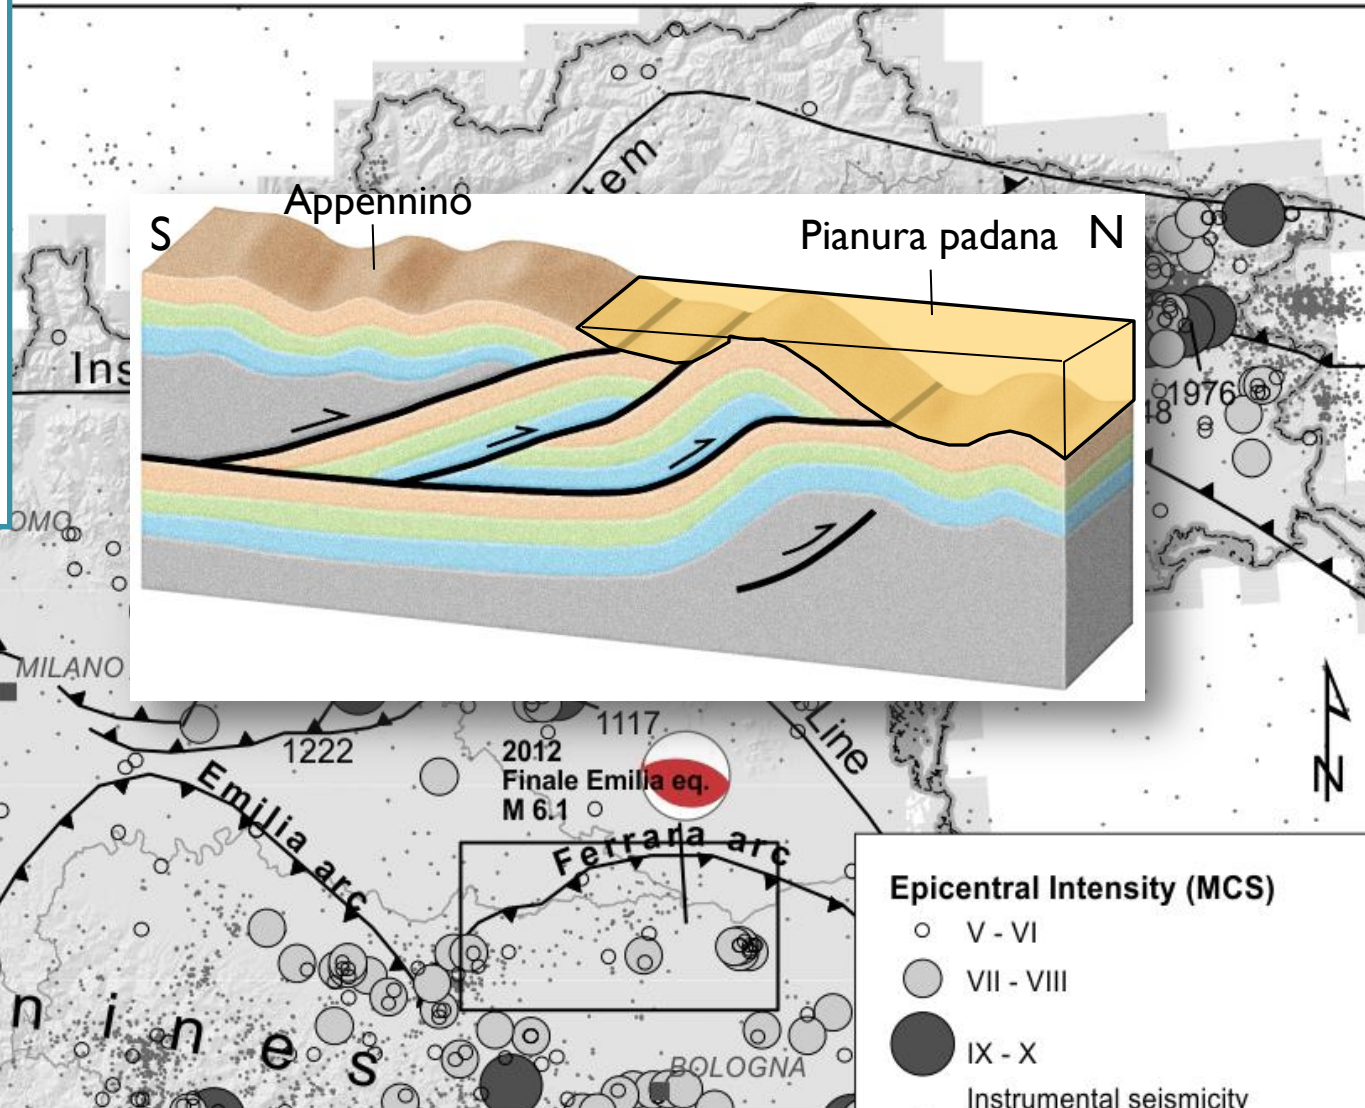 tem
Appennino
S
Pianura padana
N
Ins
1976
48
OMO
MILANO
1117
1222
Line
2012
Finale Emilia eq.
M 6.1
N
Emilia arc
Ferrara arc
Epicentral Intensity (MCS)
V - VI
VII - VIII
IX - X
Instrumental seismicity
nines
BOLOGNA